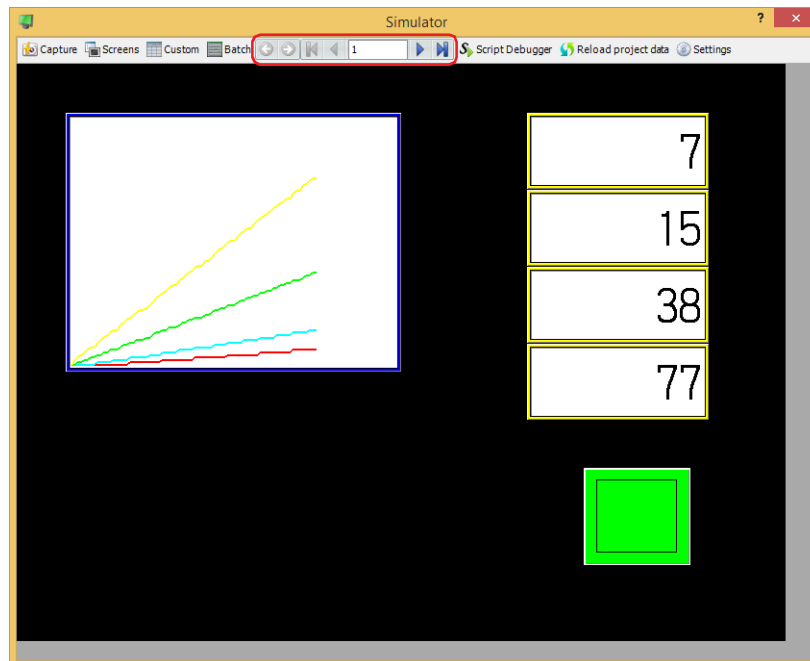 Simulator ? ×
Capture Screens Custom Batch 1 Script Debugger Reload project data Settings
7
15
38
77